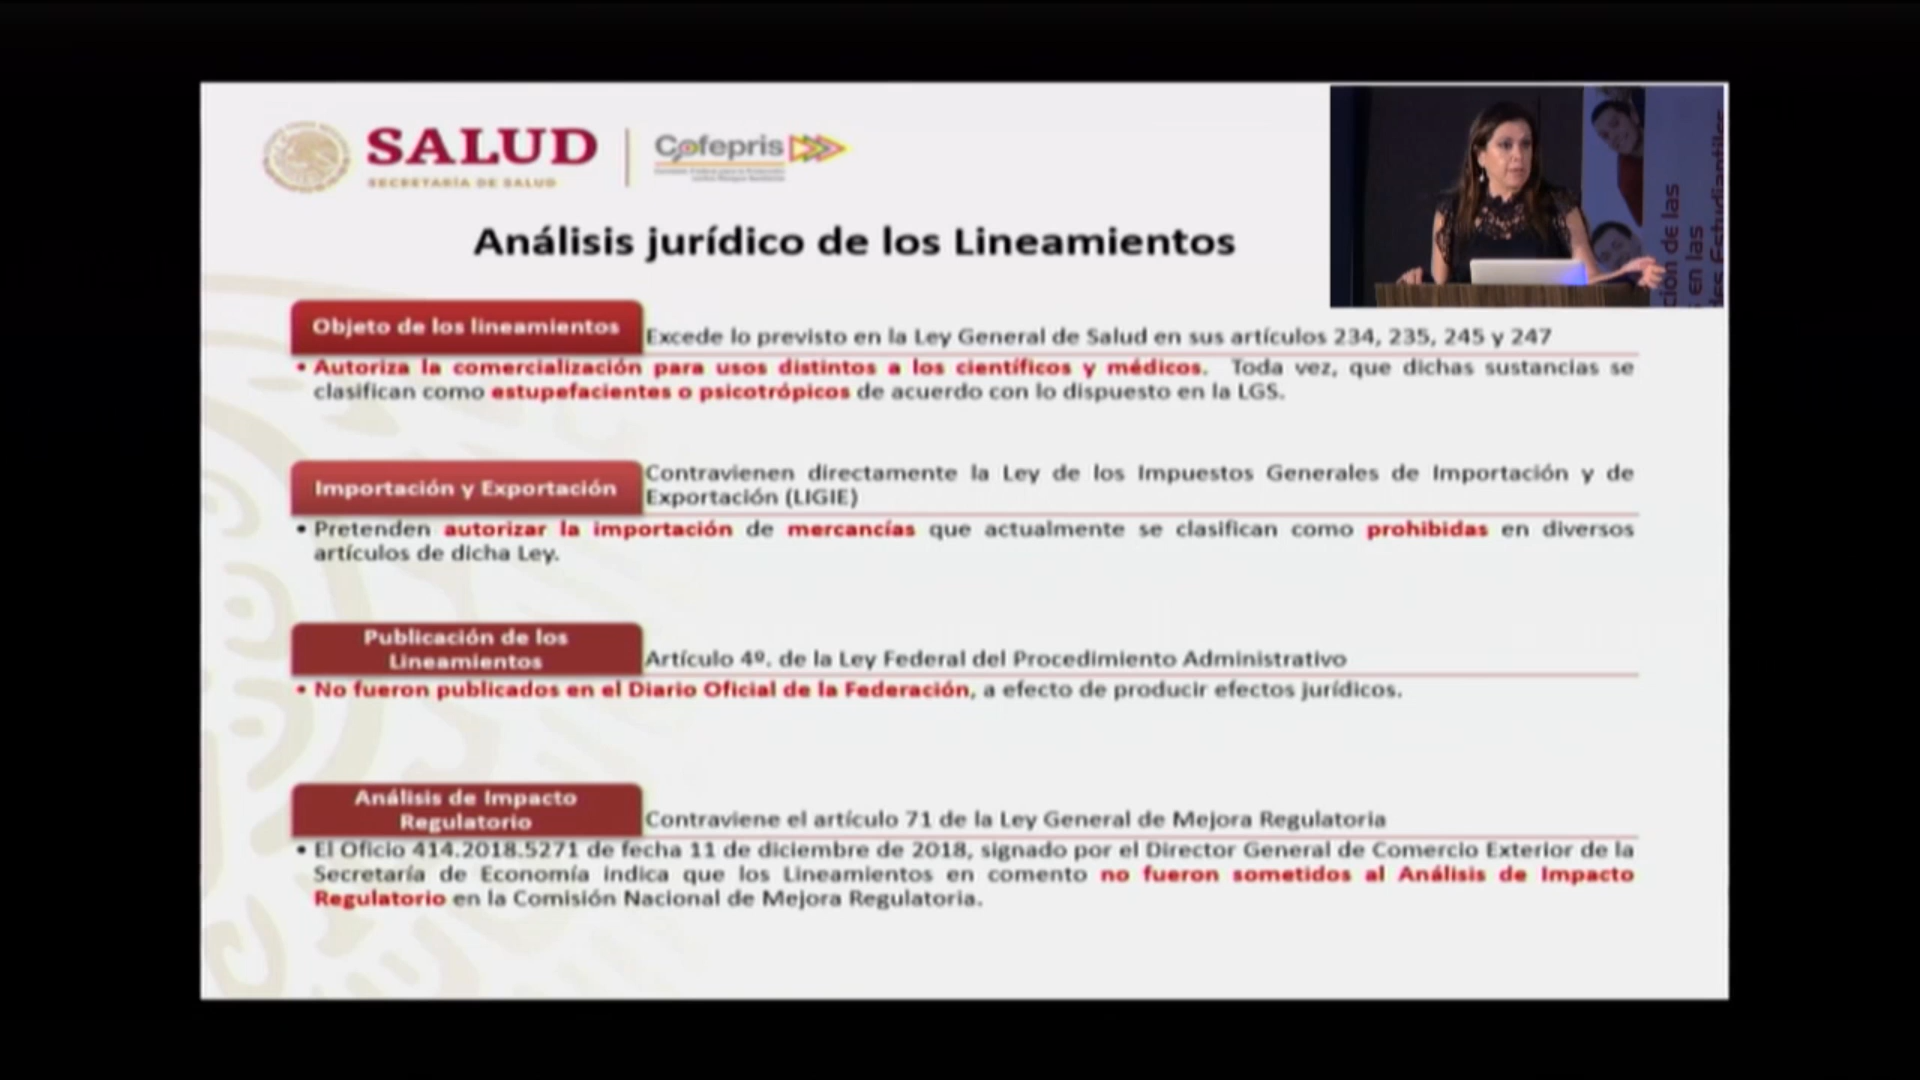 SALUD
SECRETARÍA DE SALUD
Cofepris
Análisis jurídico de los Lineamientos
ción de las
en las
des Estudiantiles
Objeto de los lineamientos
Excede lo previsto en la Ley General de Salud en sus artículos 234, 235, 245 y 247
• Autoriza la comercialización para usos distintos a los científicos y médicos. Toda vez, que dichas sustancias se
clasifican como estupefacientes o psicotrópicos de acuerdo con lo dispuesto en la LGS.
Importación y Exportación
Contravienen directamente la Ley de los Impuestos Generales de Importación y de
Exportación (LIGIE)
• Pretenden autorizar la importación de mercancías que actualmente se clasifican como prohibidas en diversos
artículos de dicha Ley.
Publicación de los
Lineamientos
Artículo 4º. de la Ley Federal del Procedimiento Administrativo
• No fueron publicados en el Diario Oficial de la Federación, a efecto de producir efectos jurídicos.
Análisis de Impacto
Regulatorio
Contraviene el artículo 71 de la Ley General de Mejora Regulatoria
• El Oficio 414.2018.5271 de fecha 11 de diciembre de 2018, signado por el Director General de Comercio Exterior de la
Secretaría de Economía indica que los Lineamientos en comento no fueron sometidos al Análisis de Impacto
Regulatorio en la Comisión Nacional de Mejora Regulatoria.